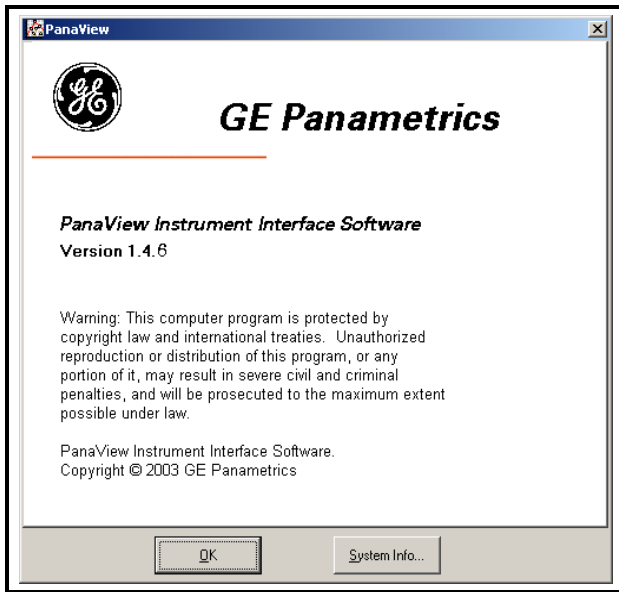 PanaView
GE
GE Panametrics
PanaView Instrument Interface Software
Version 1.4.6
Warning: This computer program is protected by
copyright law and international treaties. Unauthorized
reproduction or distribution of this program, or any
portion of it, may result in severe civil and criminal
penalties, and will be prosecuted to the maximum extent
possible under law.
PanaView Instrument Interface Software.
Copyright © 2003 GE Panametrics
OK
System Info...